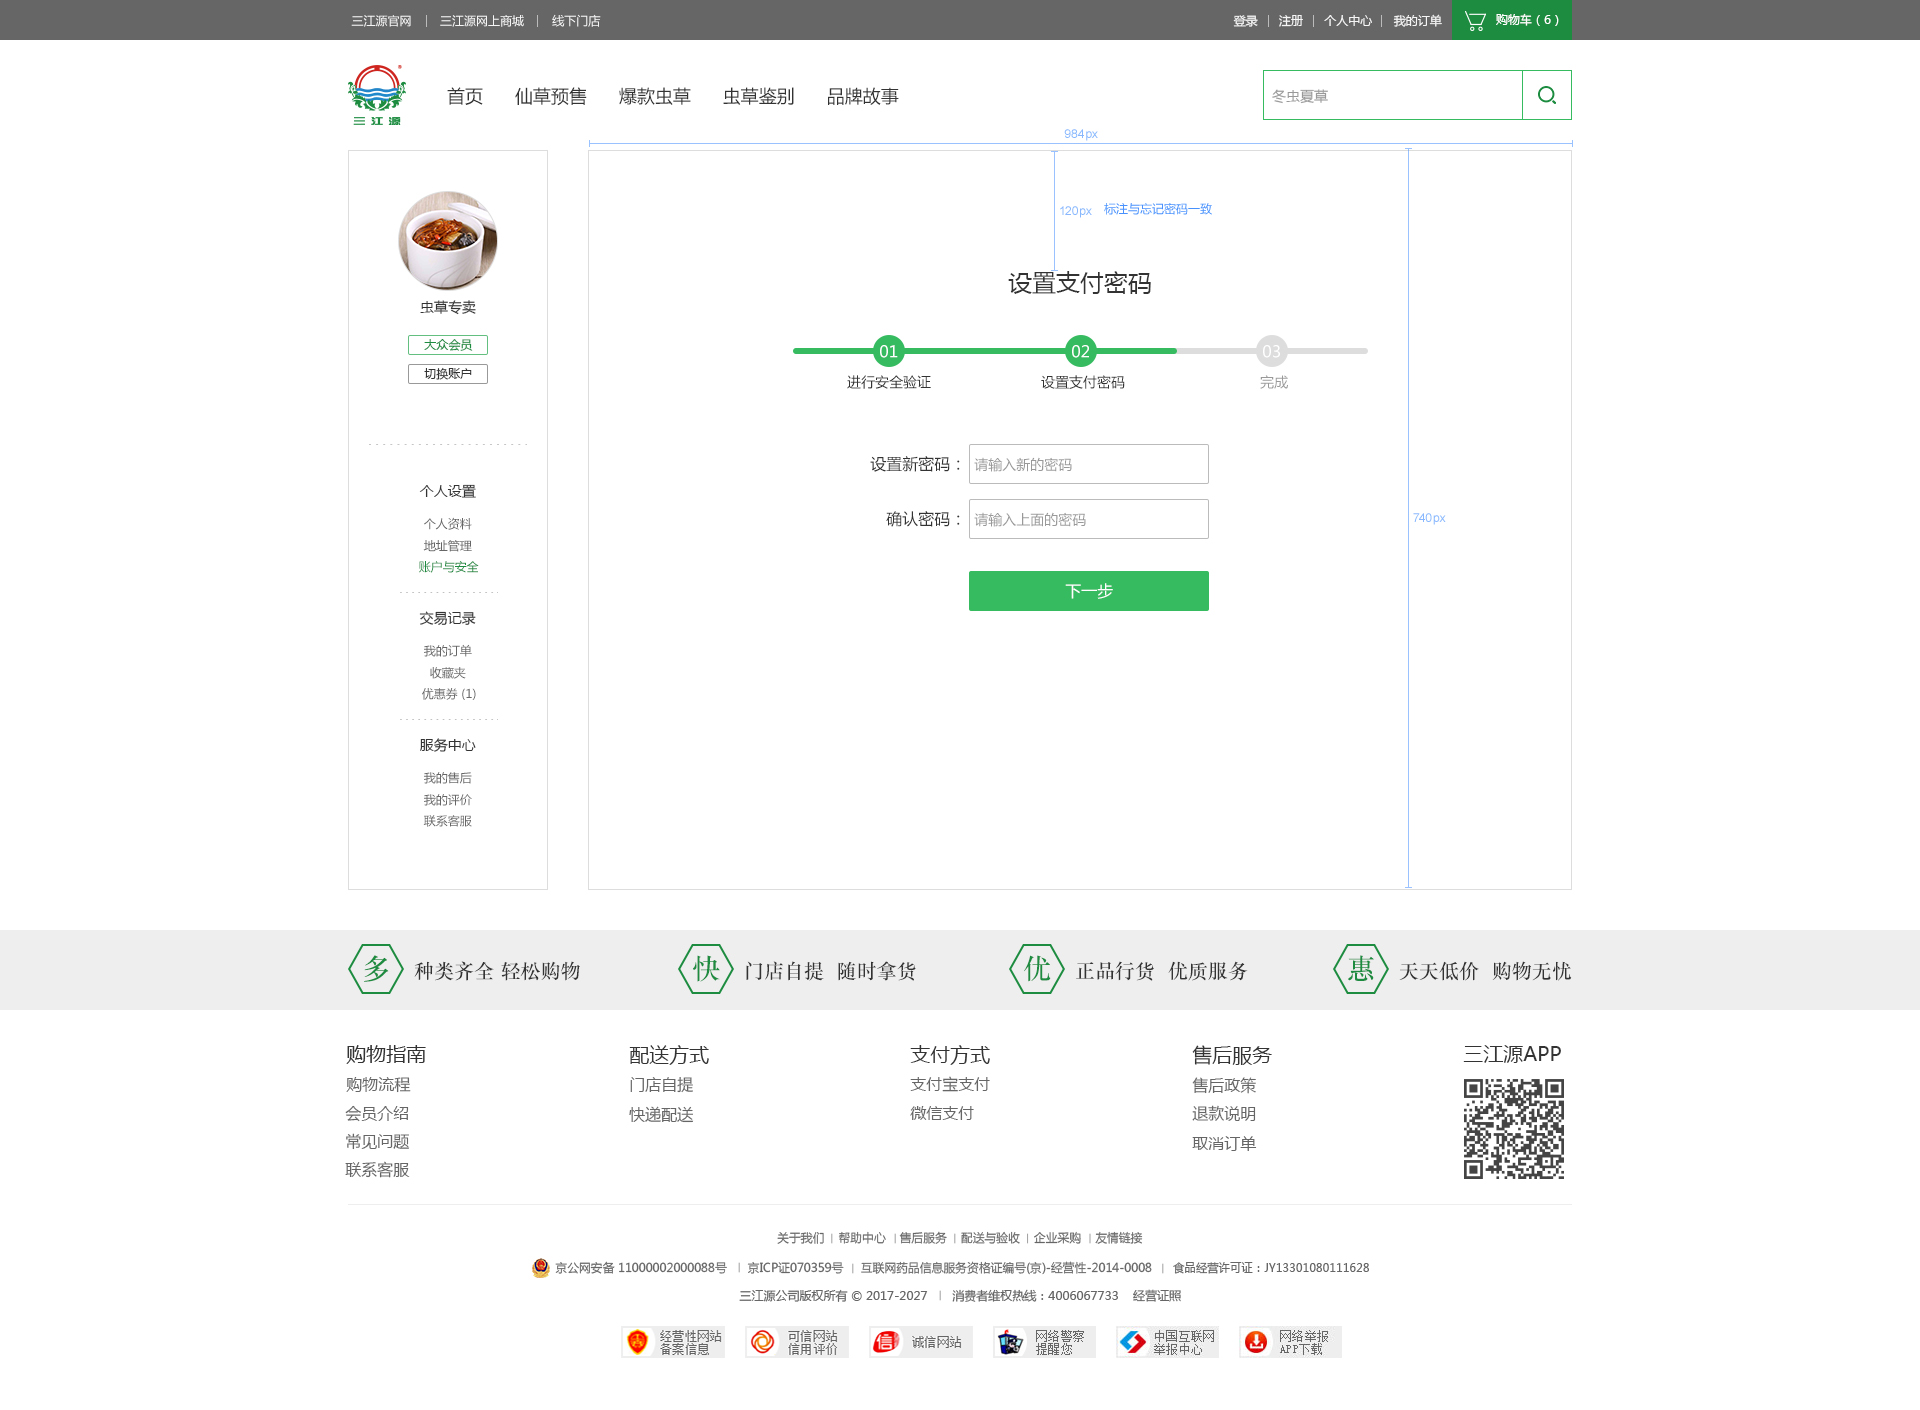 三江源官网 | 三江源网上商城 | 线下门店
登录 | 注册 | 个人中心 | 我的订单
购物车 ( 6 )
三 江 源
首页 仙草预售 爆款虫草 虫草鉴别 品牌故事
冬虫夏草
984px
120px 标注与忘记密码一致
740px
虫草专卖
大众会员
切换账户
个人设置
个人资料
地址管理
账户与安全
交易记录
我的订单
收藏夹
优惠券 (1)
服务中心
我的售后
我的评价
联系客服
设置支付密码
01 02 03
进行安全验证 设置支付密码 完成
设置新密码： 请输入新的密码
确认密码： 请输入上面的密码
下一步
多 种类齐全 轻松购物
快 门店自提 随时拿货
优 正品行货 优质服务
惠 天天低价 购物无忧
购物指南
购物流程
会员介绍
常见问题
联系客服
配送方式
门店自提
快递配送
支付方式
支付宝支付
微信支付
售后服务
售后政策
退款说明
取消订单
三江源APP
关于我们 | 帮助中心 | 售后服务 | 配送与验收 | 企业采购 | 友情链接
京公网安备 11000002000088号 | 京ICP证070359号 | 互联网药品信息服务资格证编号(京)-经营性-2014-0008 | 食品经营许可证：JY13301080111628
三江源公司版权所有 © 2017-2027 | 消费者维权热线：4006067733 经营证照
经营性网站
备案信息
可信网站
信用评价
信 诚信网站
网络警察
提醒您
中国互联网
举报中心
网络举报
APP下载